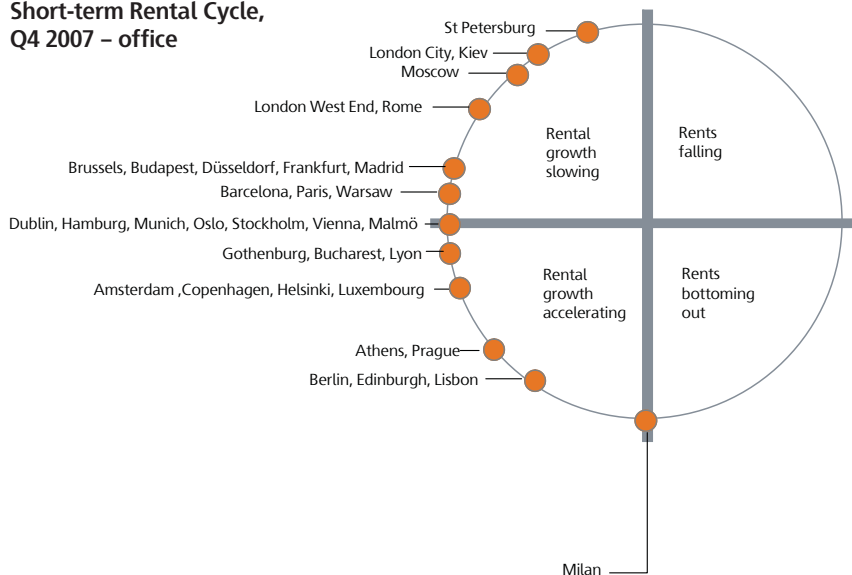 Short-term Rental Cycle,
Q4 2007 – office
St Petersburg
London City, Kiev
Moscow
London West End, Rome
Brussels, Budapest, Düsseldorf, Frankfurt, Madrid
Barcelona, Paris, Warsaw
Dublin, Hamburg, Munich, Oslo, Stockholm, Vienna, Malmö
Gothenburg, Bucharest, Lyon
Amsterdam ,Copenhagen, Helsinki, Luxembourg
Athens, Prague
Berlin, Edinburgh, Lisbon
Milan
Rental
growth
slowing
Rents
falling
Rental
growth
accelerating
Rents
bottoming
out